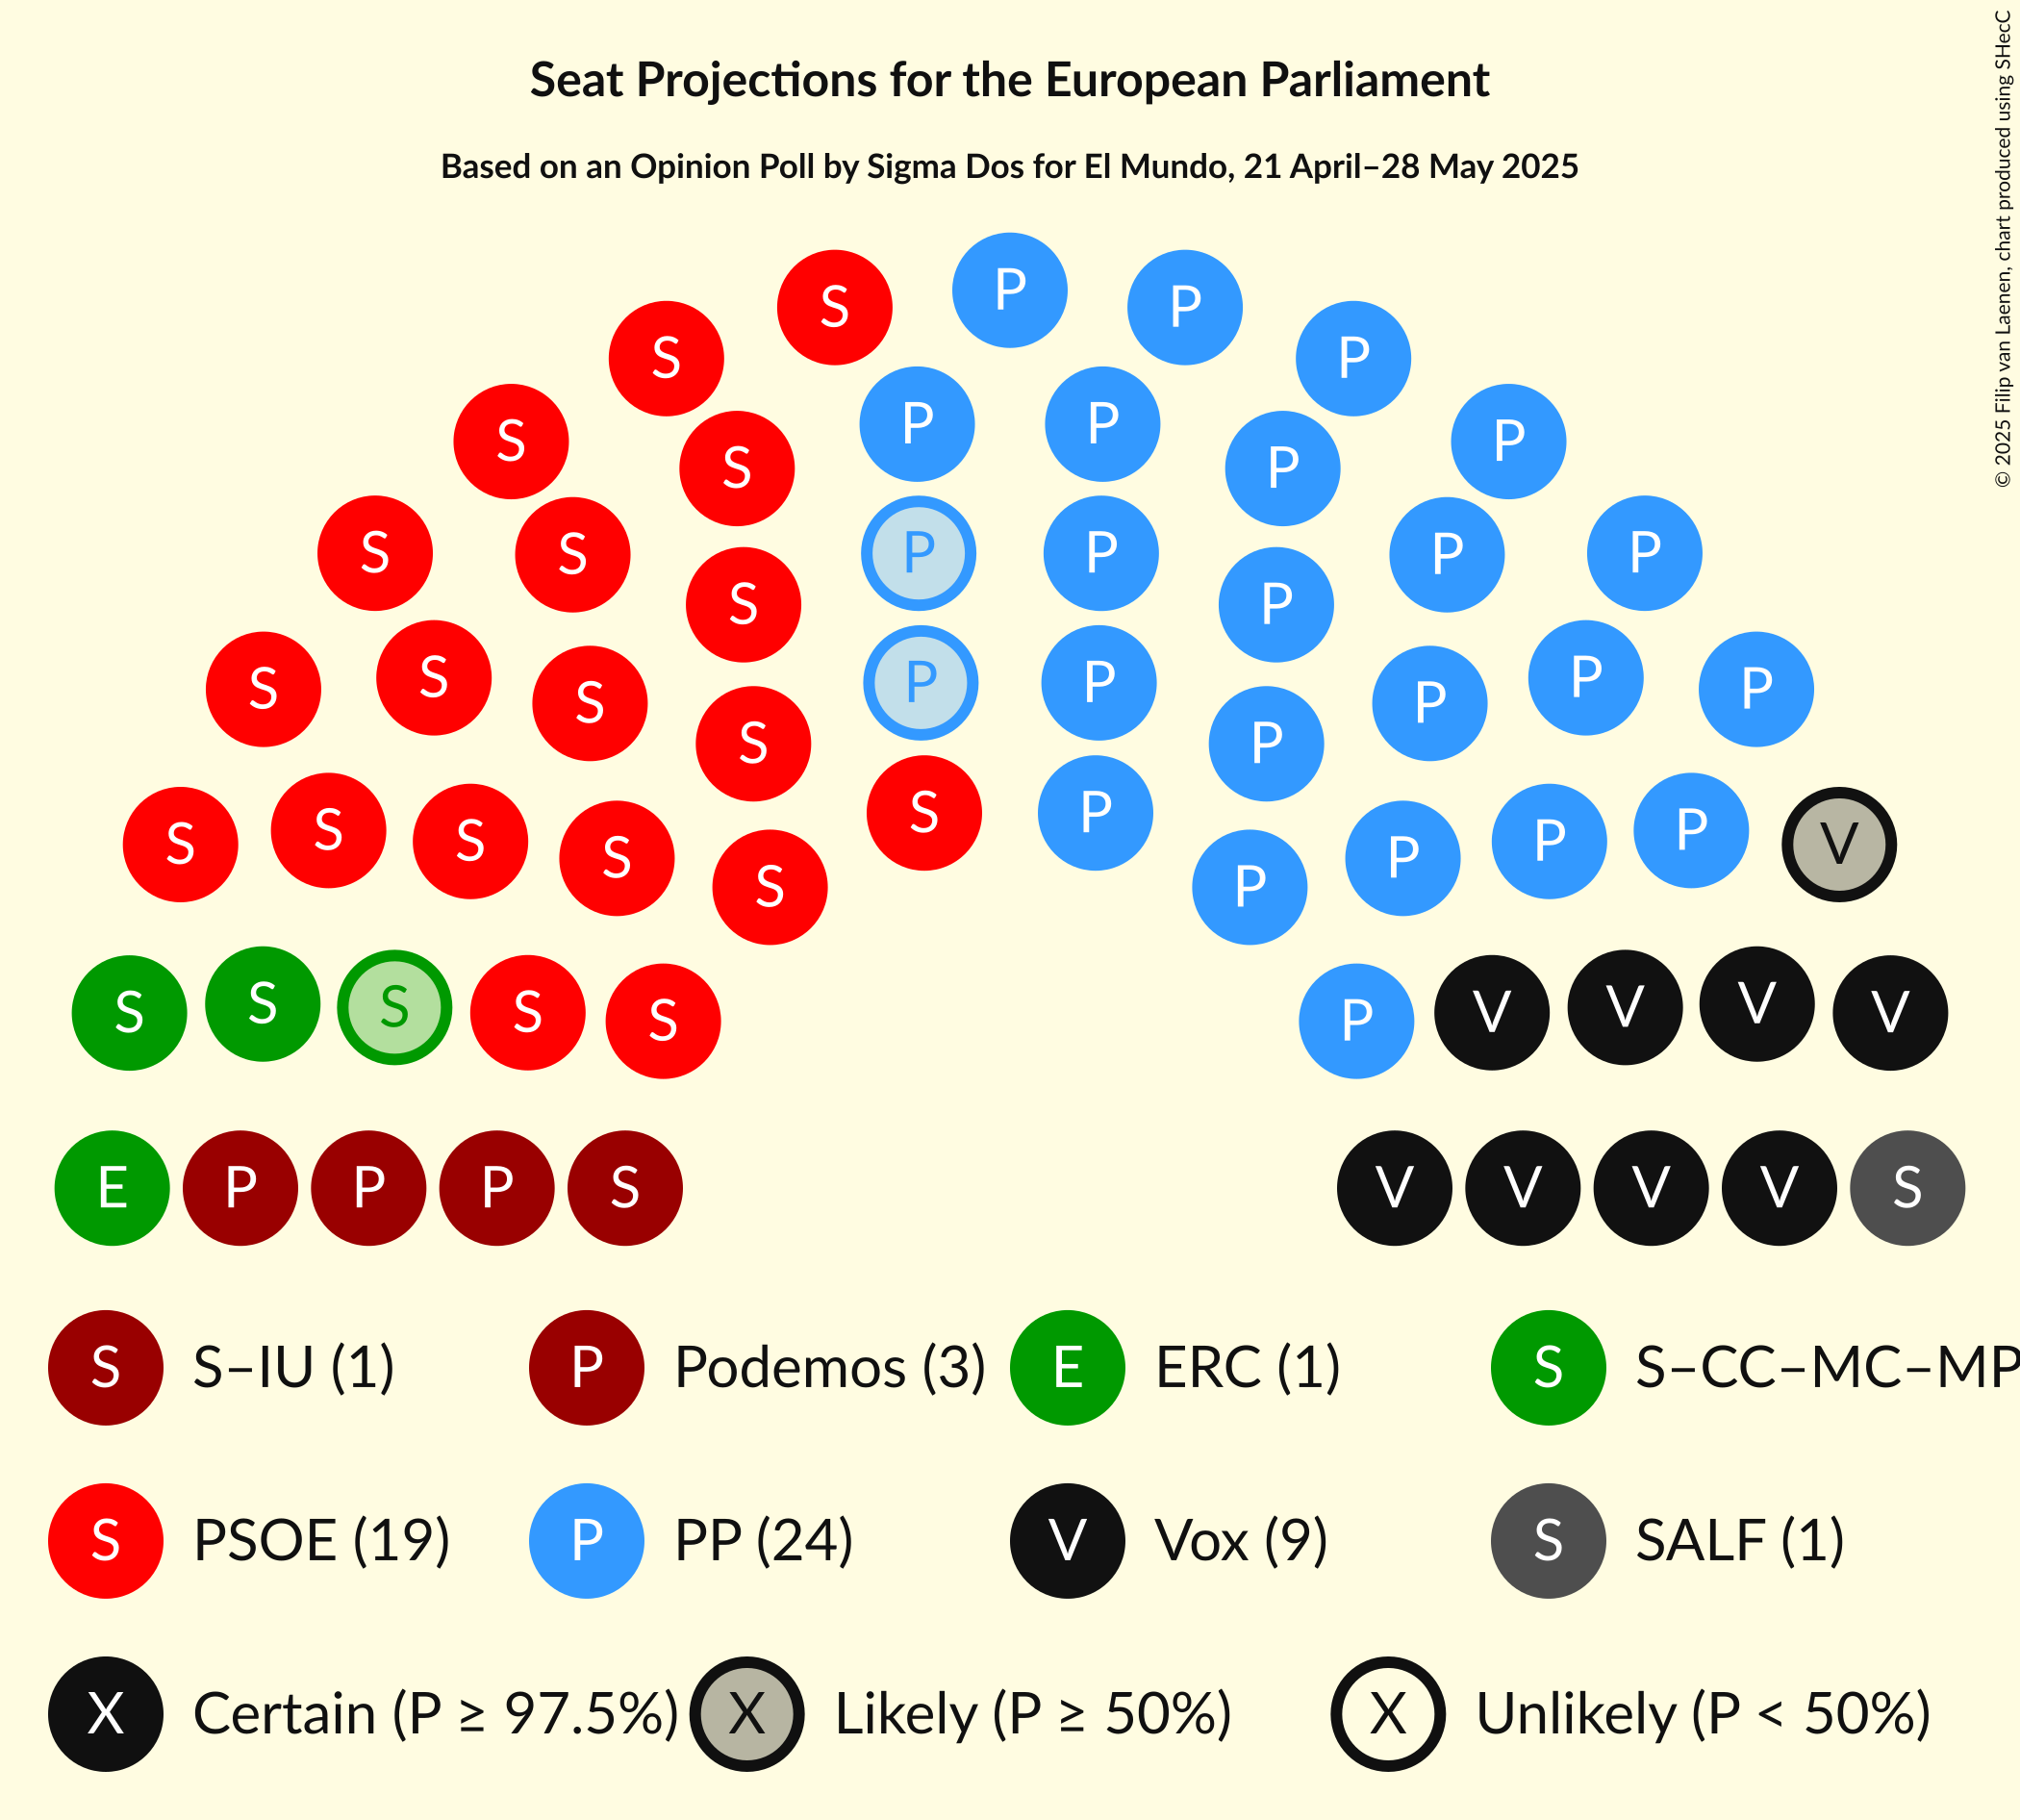 Seat Projections for the European Parliament
Based on an Opinion Poll by Sigma Dos for El Mundo, 21 April–28 May 2025
© 2025 Filip van Laenen, chart produced using SHecC
P
S P
S P
S P
P P
S P
S P P
S P
S P
S P
P P
S P
S P
S P
S P
S P
S P
S P
S P
S P
S V
S P
S P
S V
S V
S V
S V
S P
E P P P S V V V V S
S S–IU (1) P Podemos (3) E ERC (1) S S–CC–MC–MP
S PSOE (19) P PP (24) V Vox (9) S SALF (1)
X Certain (P ≥ 97.5%) X Likely (P ≥ 50%) X Unlikely (P < 50%)